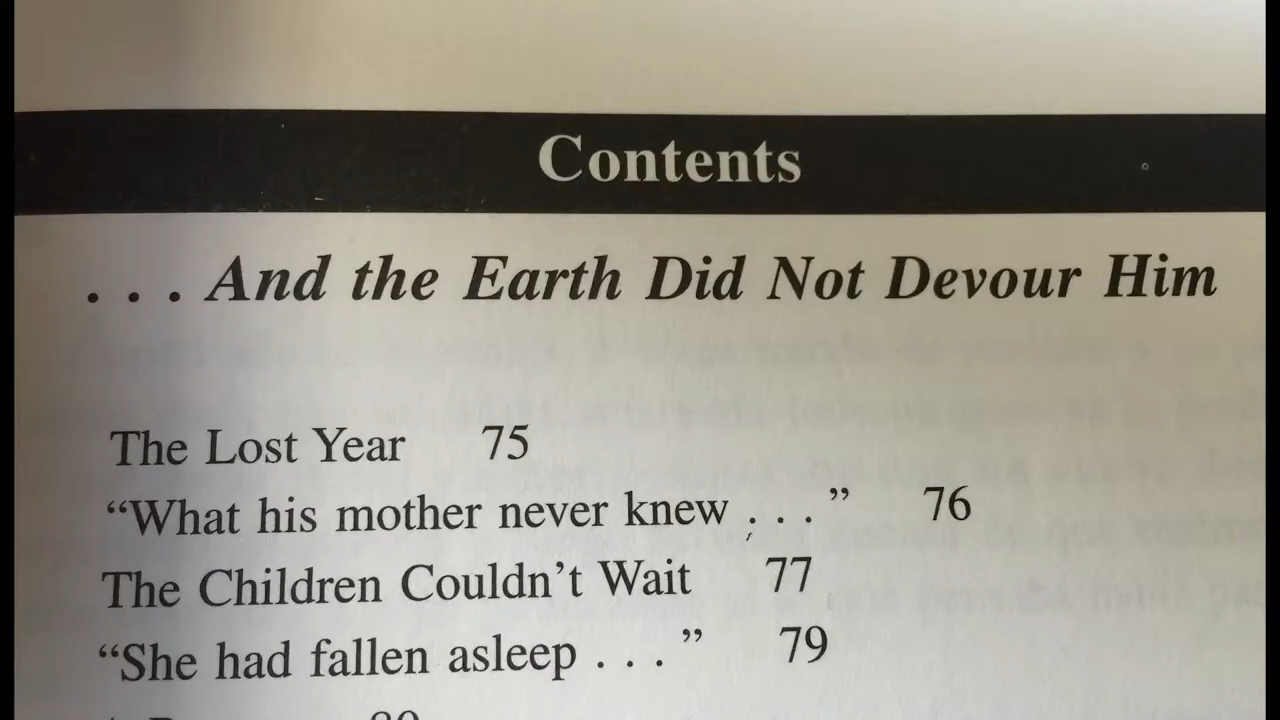 Contents
. . . And the Earth Did Not Devour Him
The Lost Year 75
“What his mother never knew . . . ” 76
The Children Couldn’t Wait 77
“She had fallen asleep . . . ” 79